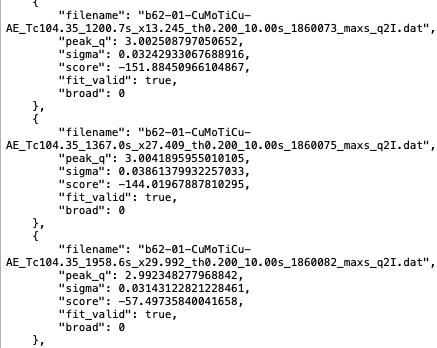 {
"filename": "b62-01-CuMoTiCu-
AE_Tc104.35_1200.7s_x13.245_th0.200_10.00s_1860073_maxs_q2I.dat",
"peak_q": 3.002508797050652,
"sigma": 0.03242933067688916,
"score": -151.88450966104867,
"fit_valid": true,
"broad": 0
},
{
"filename": "b62-01-CuMoTiCu-
AE_Tc104.35_1367.0s_x27.409_th0.200_10.00s_1860075_maxs_q2I.dat",
"peak_q": 3.0041895955010105,
"sigma": 0.03861379932257033,
"score": -144.01967887810295,
"fit_valid": true,
"broad": 0
},
{
"filename": "b62-01-CuMoTiCu-
AE_Tc104.35_1958.6s_x29.992_th0.200_10.00s_1860082_maxs_q2I.dat",
"peak_q": 2.992348277968842,
"sigma": 0.03143122821228461,
"score": -57.49735840041658,
"fit_valid": true,
"broad": 0
},